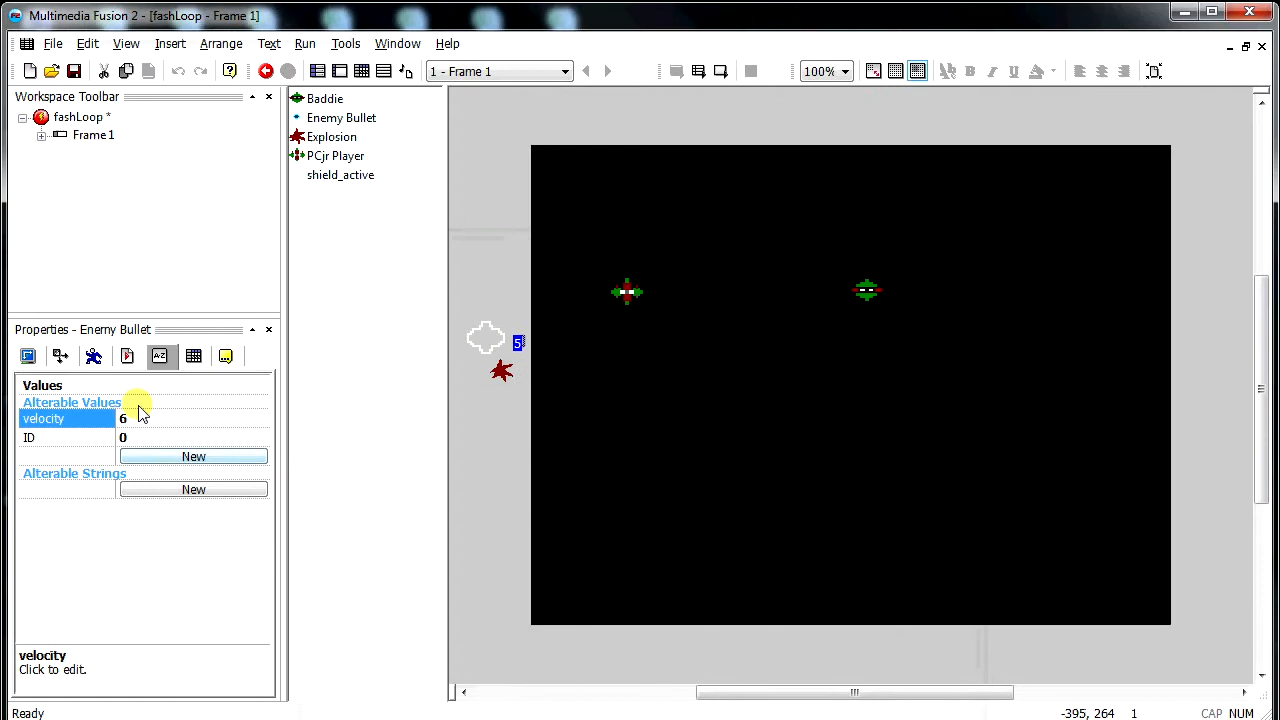 Multimedia Fusion 2 - [fashLoop - Frame 1]
File Edit View Insert Arrange Text Run Tools Window Help
1 - Frame 1
100%
B I U A
Workspace Toolbar
fashLoop *
Frame 1
Baddie
Enemy Bullet
Explosion
PCjr Player
shield_active
5
Properties - Enemy Bullet
A-Z
Values
Alterable Values
velocity 6
ID 0
New
Alterable Strings
New
velocity
Click to edit.
Ready
-395, 264 1 CAP NUM